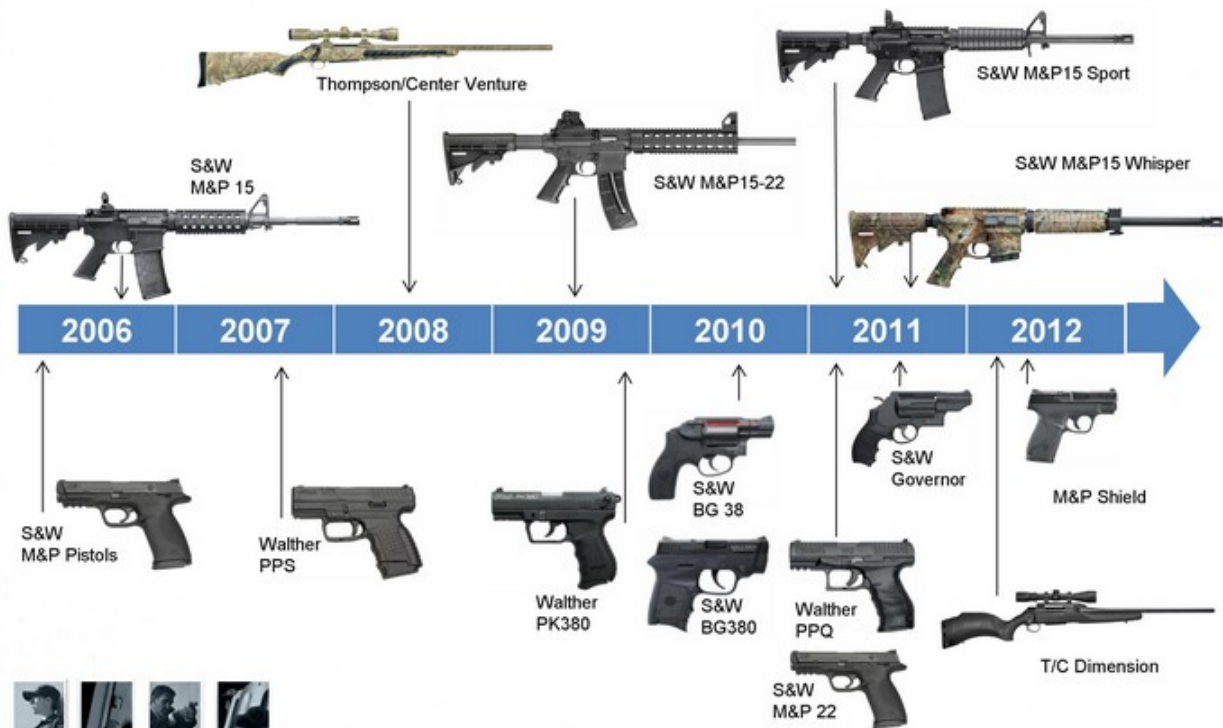 Thompson/Center Venture
S&W M&P15 Sport
S&W
M&P 15
S&W M&P15-22
S&W M&P15 Whisper
2006 2007 2008 2009 2010 2011 2012
S&W
M&P Pistols
Walther
PPS
Walther
PK380
S&W
BG 38
S&W
BG380
Walther
PPQ
S&W
M&P 22
S&W
Governor
M&P Shield
T/C Dimension